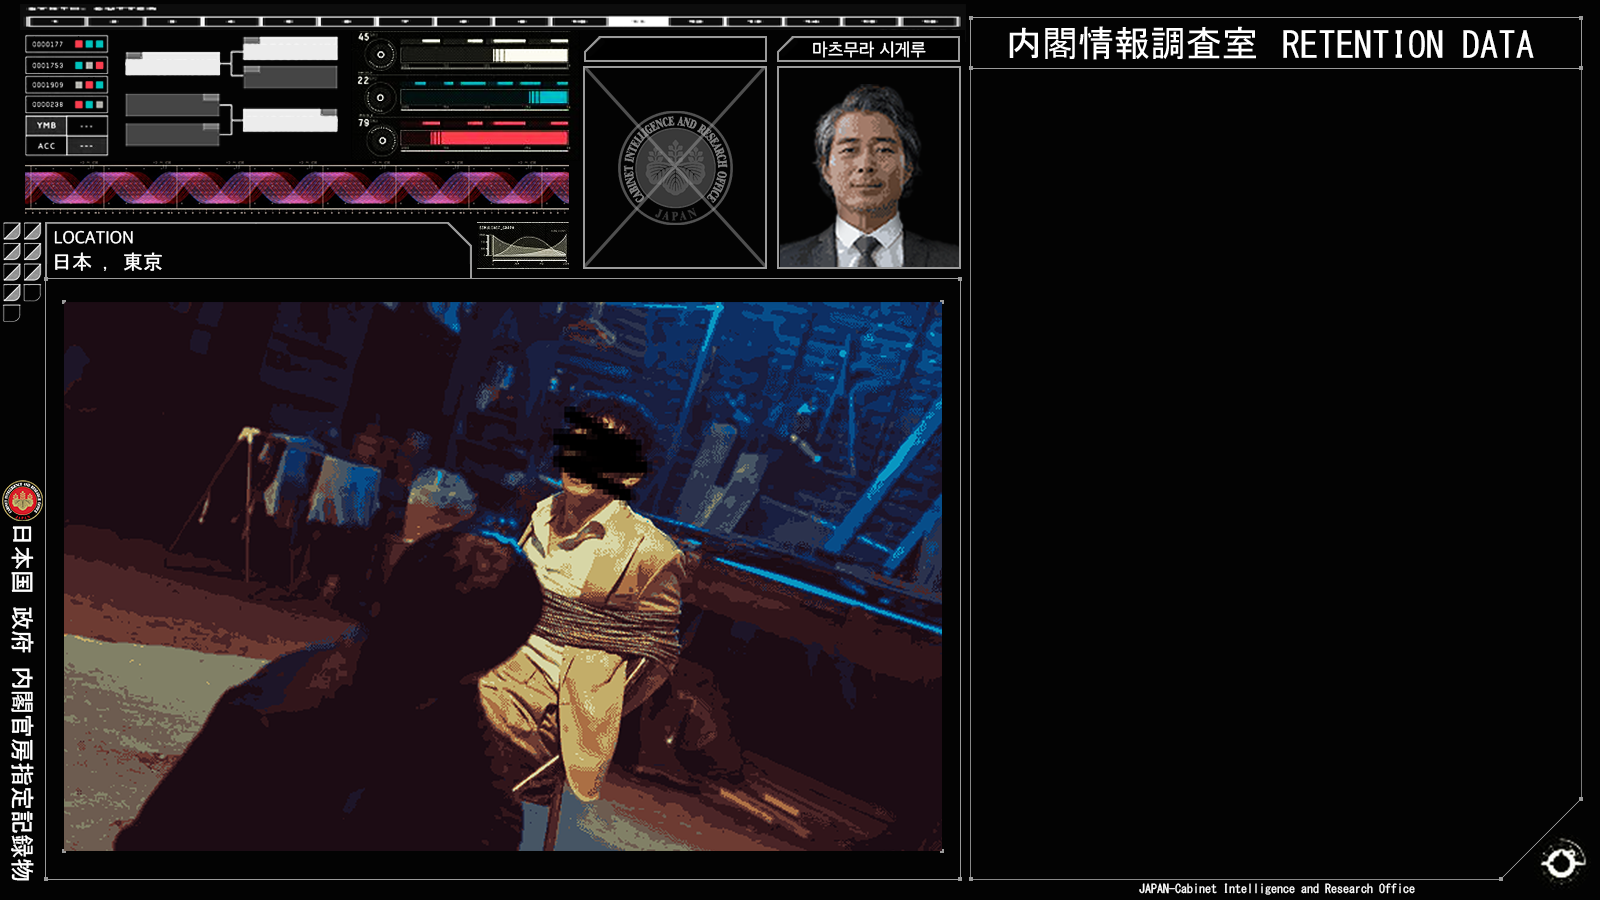 0000177
0001753
0001909
0000238
YMB ---
ACC ---
45
22
79
마츠무라 시게루
CABINET INTELLIGENCE AND RESEARCH OFFICE
JAPAN
LOCATION
日本 , 東京
内閣情報調査室 RETENTION DATA
日本国 政府 内閣官房指定記録物
JAPAN-Cabinet Intelligence and Research Office